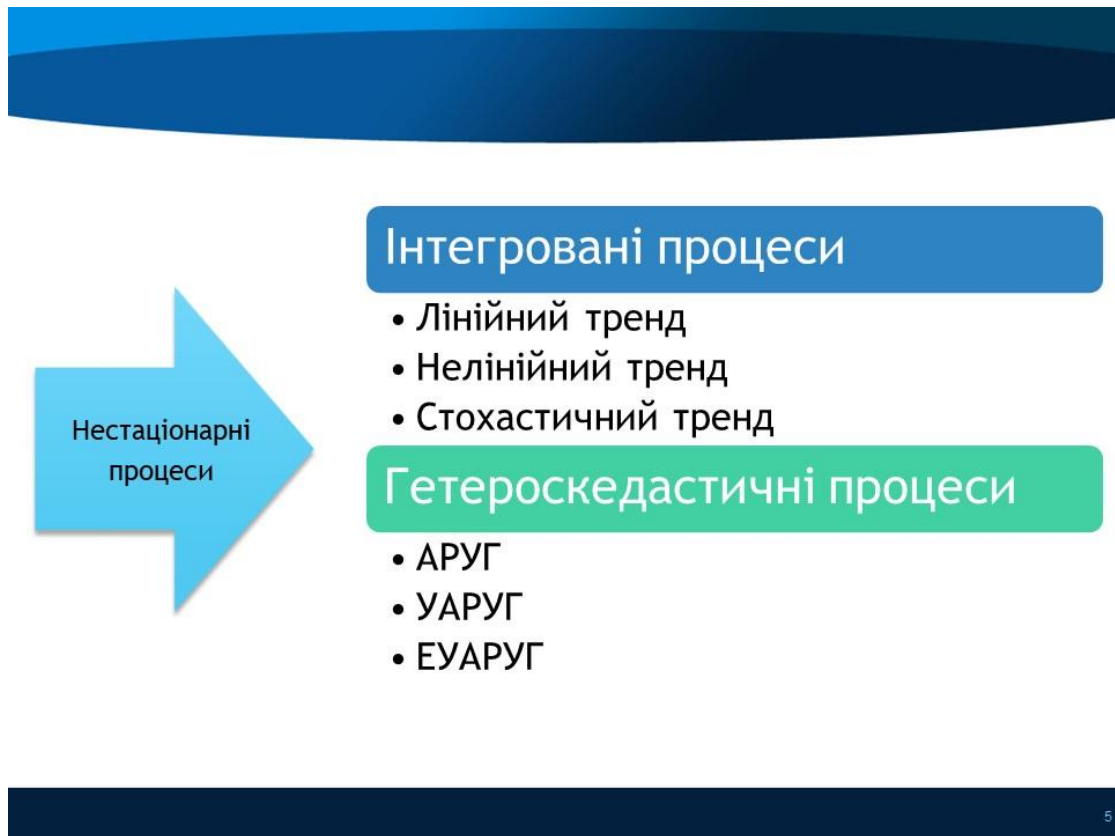 Нестаціонарні
процеси
Інтегровані процеси
• Лінійний тренд
• Нелінійний тренд
• Стохастичний тренд
Гетероскедастичні процеси
• АРУГ
• УАРУГ
• ЕУАРУГ
5